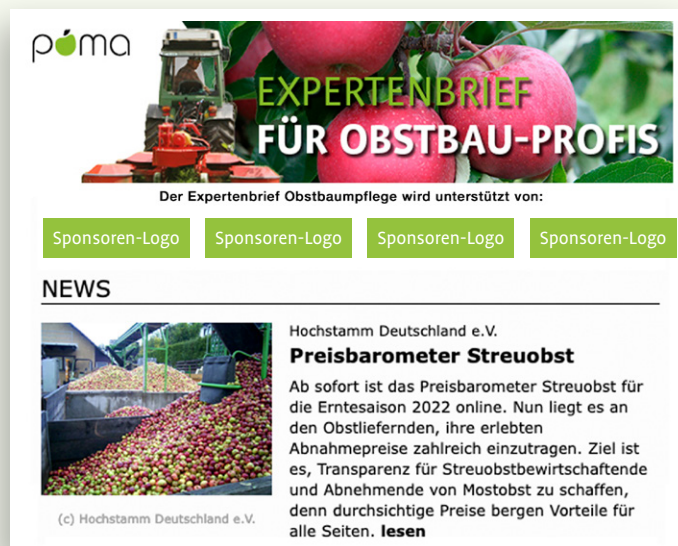 poma
EXPERTENBRIEF
FÜR OBSTBAU-PROFIS
Der Expertenbrief Obstbaumpflege wird unterstützt von:
Sponsoren-Logo Sponsoren-Logo Sponsoren-Logo Sponsoren-Logo
NEWS
Hochstamm Deutschland e.V.
Preisbarometer Streuobst
Ab sofort ist das Preisbarometer Streuobst für
die Erntesaison 2022 online. Nun liegt es an
den Obstliefernden, ihre erlebten
Abnahmepreise zahlreich einzutragen. Ziel ist
es, Transparenz für Streuobstbewirtschaftende
und Abnehmende von Mostobst zu schaffen,
denn durchsichtige Preise bergen Vorteile für
alle Seiten. lesen
(c) Hochstamm Deutschland e.V.